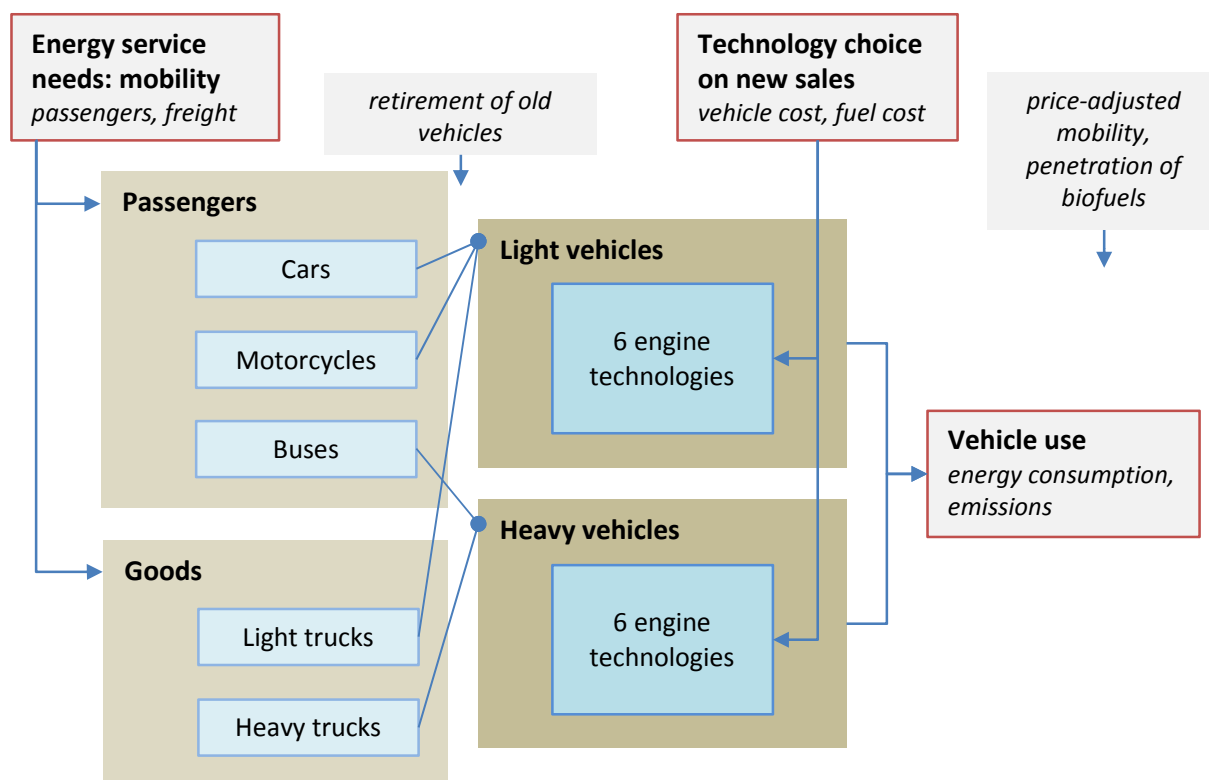 Energy service
needs: mobility
passengers, freight
retirement of old
vehicles
Technology choice
on new sales
vehicle cost, fuel cost
price-adjusted
mobility,
penetration of
biofuels
Passengers
Cars
Motorcycles
Buses
Goods
Light trucks
Heavy trucks
Light vehicles
6 engine
technologies
Heavy vehicles
6 engine
technologies
Vehicle use
energy consumption,
emissions